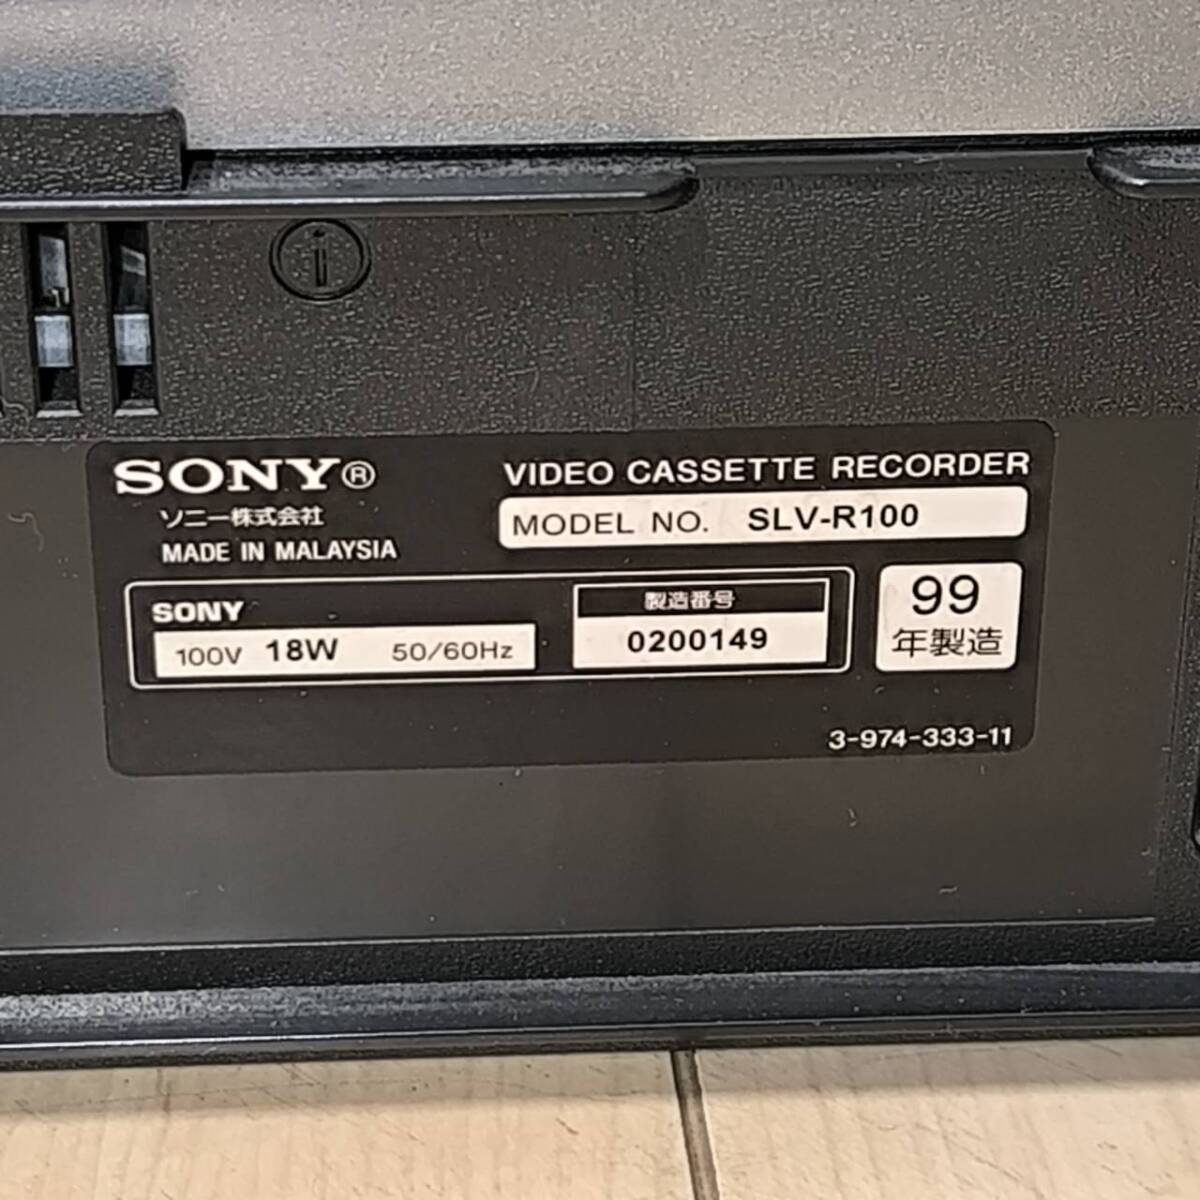 SONY®
ソニー株式会社
MADE IN MALAYSIA
VIDEO CASSETTE RECORDER
MODEL NO. SLV-R100
SONY
100V 18W 50/60Hz
製造番号
0200149
99
年製造
3-974-333-11